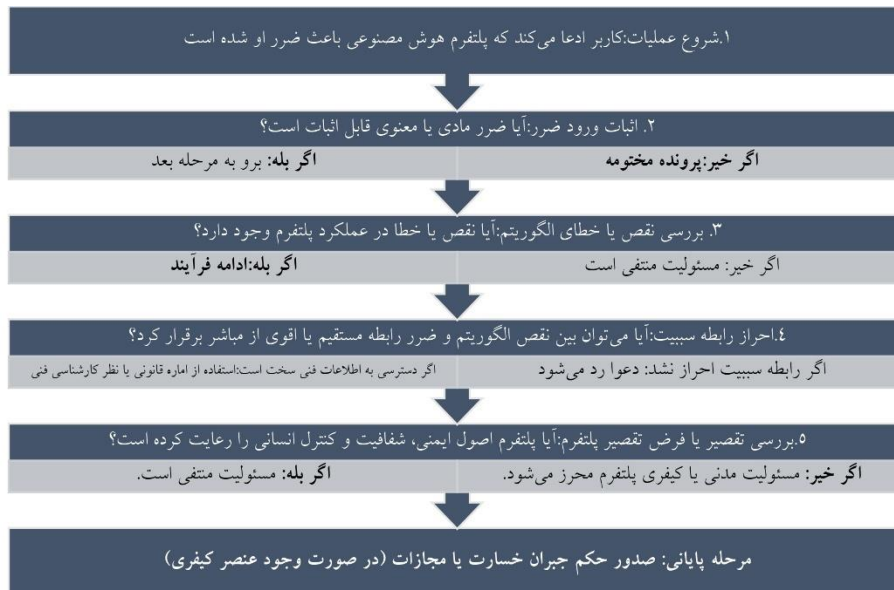 ۱.شروع عملیات:کاربر ادعا می‌کند که پلتفرم هوش مصنوعی باعث ضرر او شده است
۲. اثبات ورود ضرر:آیا ضرر مادی یا معنوی قابل اثبات است؟
اگر خیر:پرونده مختومه
اگر بله: برو به مرحله بعد
۳. بررسی نقص یا خطای الگوریتم:آیا نقص یا خطا در عملکرد پلتفرم وجود دارد؟
اگر خیر: مسئولیت منتفی است
اگر بله:ادامه فرآیند
٤.احراز رابطه سببیت:آیا می‌توان بین نقص الگوریتم و ضرر رابطه مستقیم یا اقوی از مباشر برقرار کرد؟
اگر رابطه سببیت احراز نشد: دعوا رد می‌شود
اگر دسترسی به اطلاعات فنی سخت است:استفاده از اماره قانونی یا نظر کارشناسی فنی
۵.بررسی تقصیر یا فرض تقصیر پلتفرم:آیا پلتفرم اصول ایمنی، شفافیت و کنترل انسانی را رعایت کرده است؟
اگر خیر: مسئولیت مدنی یا کیفری پلتفرم محرز می‌شود.
اگر بله: مسئولیت منتفی است.
مرحله پایانی: صدور حکم جبران خسارت یا مجازات (در صورت وجود عنصر کیفری)